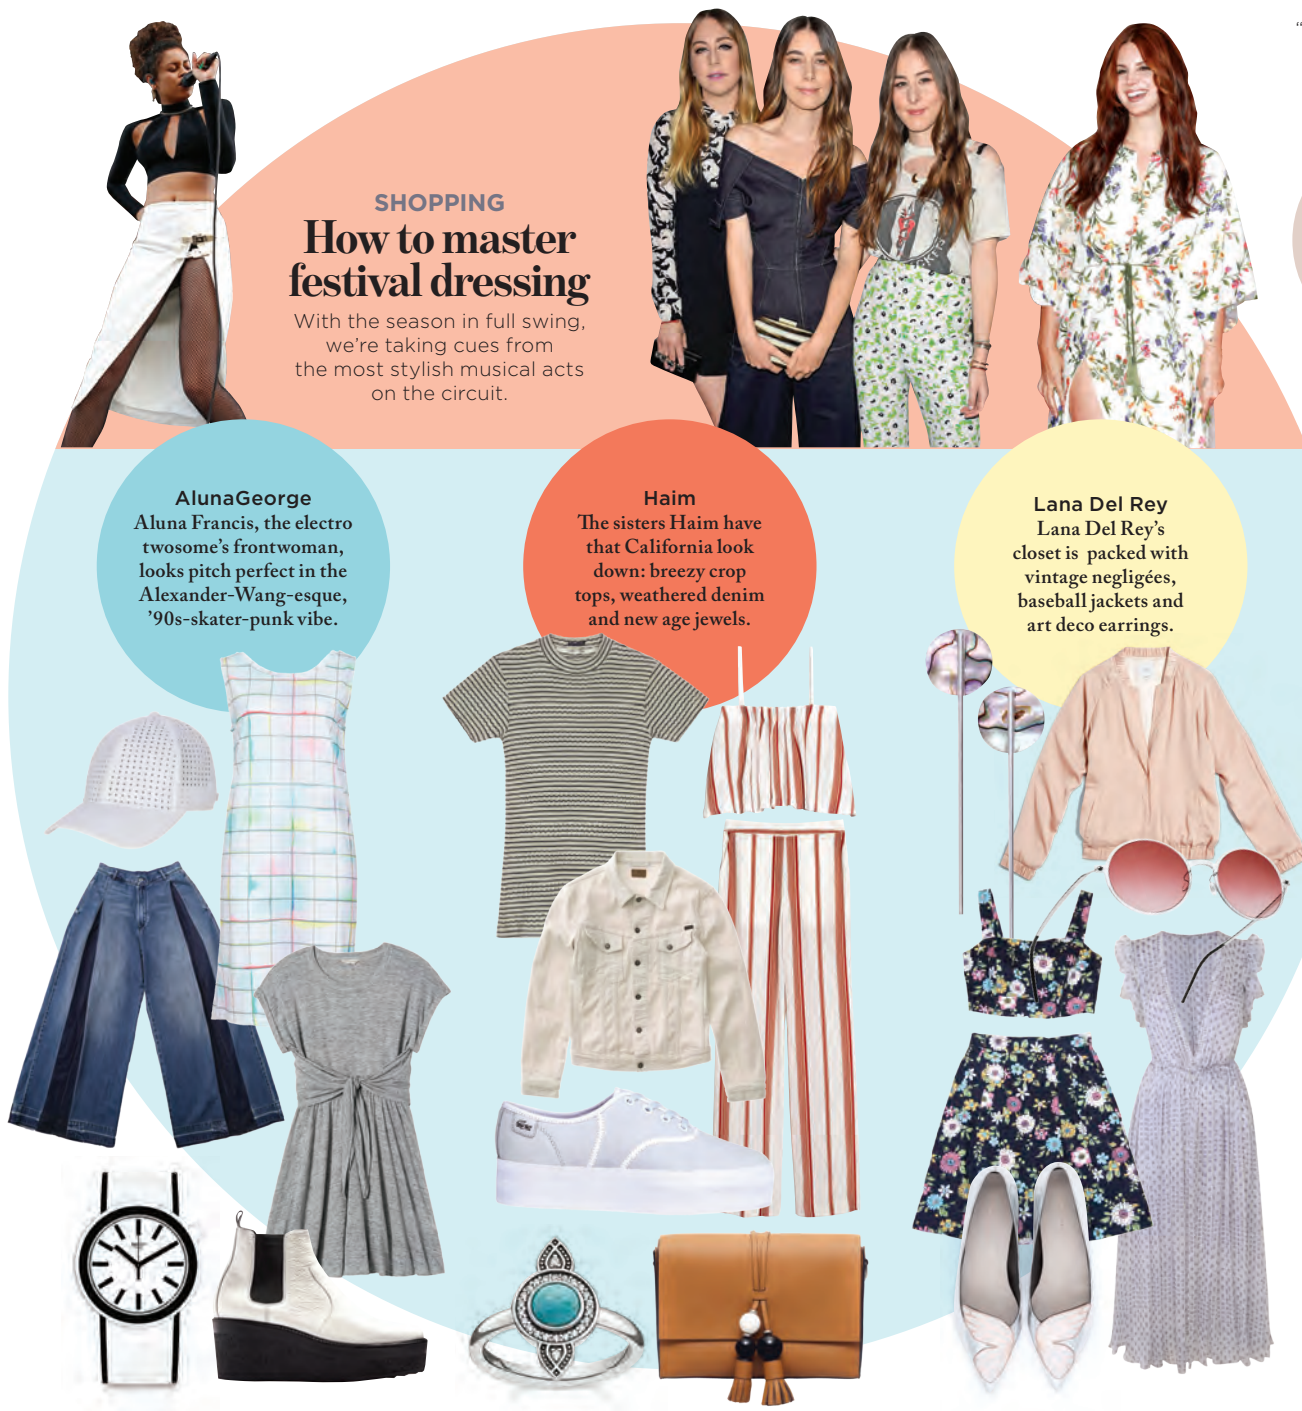 SHOPPING
How to master
festival dressing
With the season in full swing,
we're taking cues from
the most stylish musical acts
on the circuit.
AlunaGeorge
Aluna Francis, the electro
twosome's frontwoman,
looks pitch perfect in the
Alexander-Wang-esque,
'90s-skater-punk vibe.
Haim
The sisters Haim have
that California look
down: breezy crop
tops, weathered denim
and new age jewels.
Lana Del Rey
Lana Del Rey's
closet is packed with
vintage negligées,
baseball jackets and
art deco earrings.